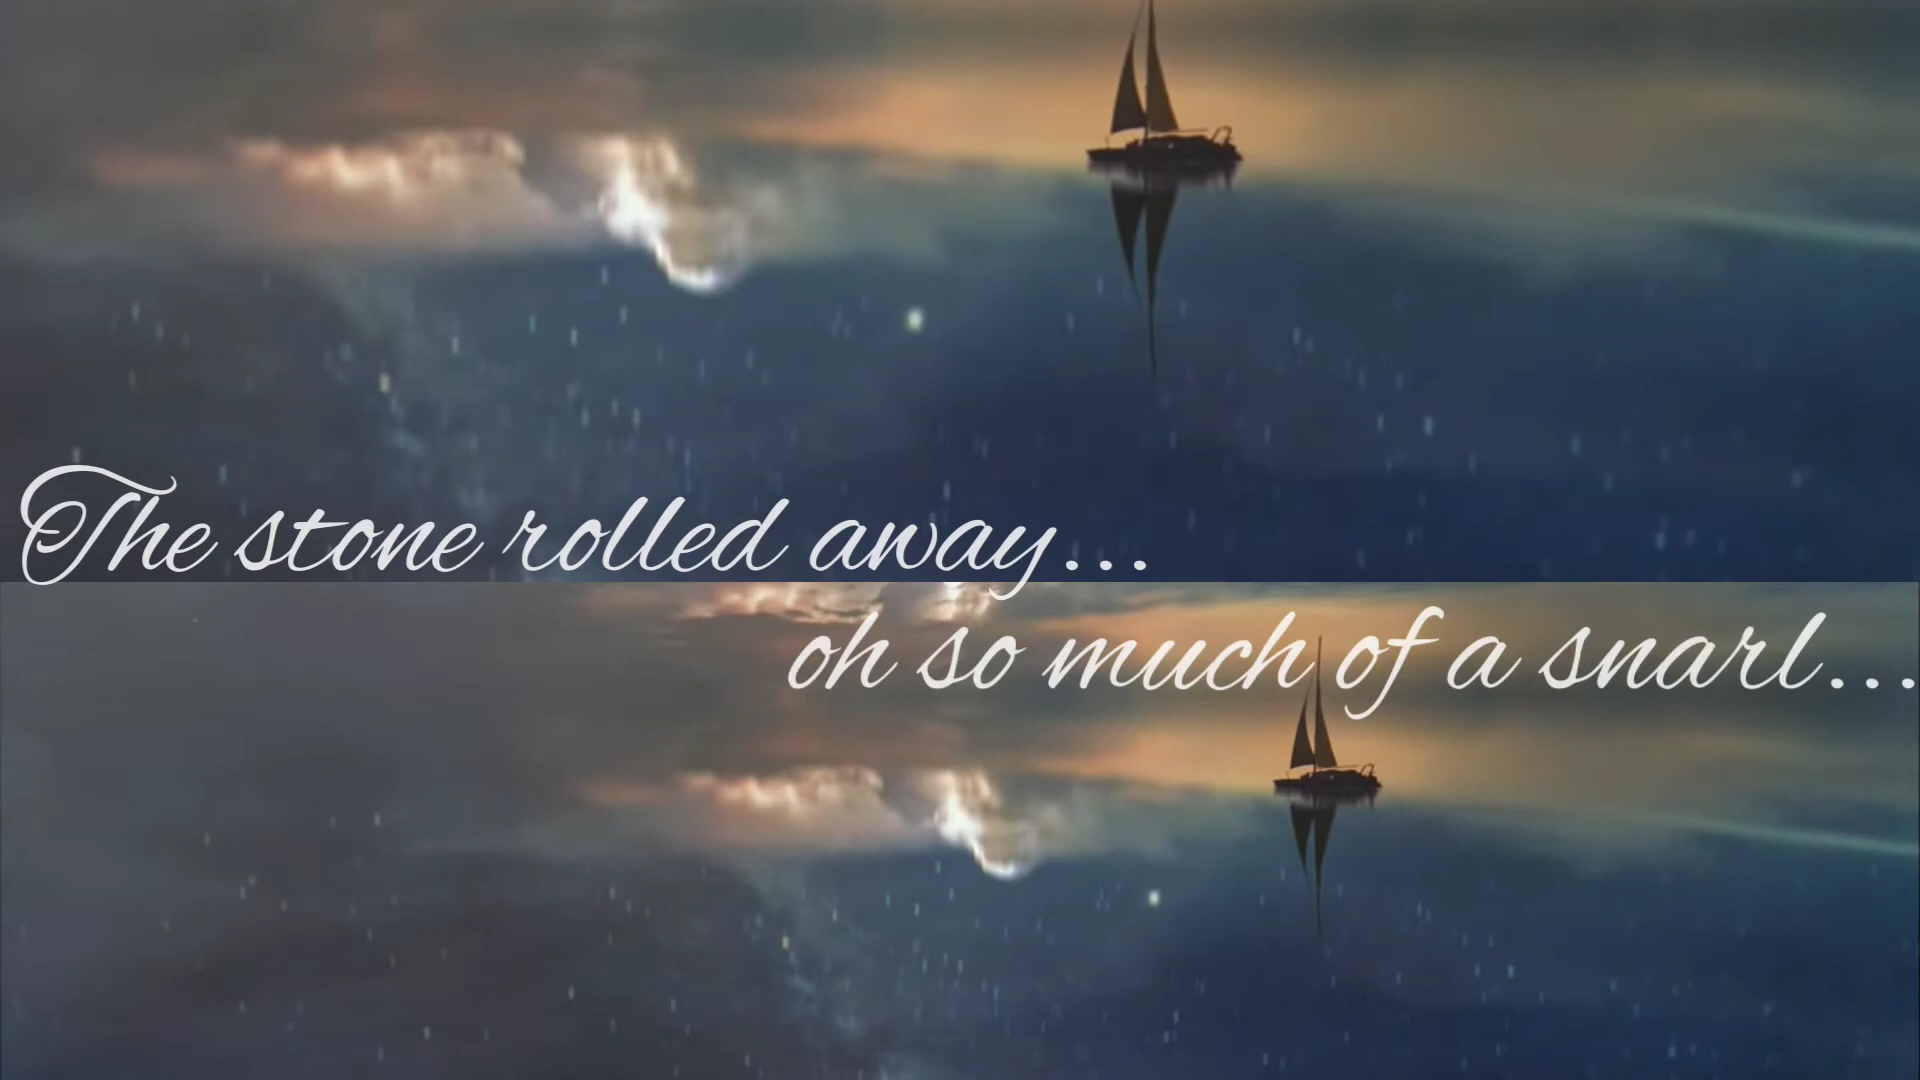 The stone rolled away...
oh so much of a snarl...